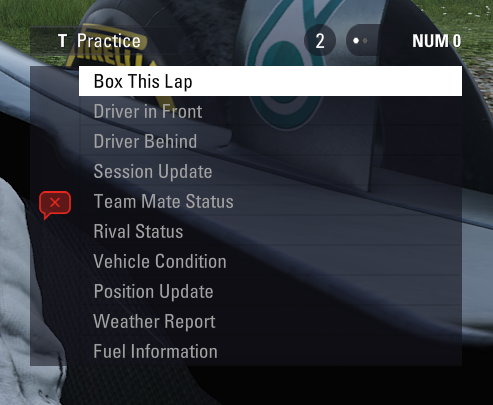 T Practice 2 NUM 0
PIRELLI
Box This Lap
Driver in Front
Driver Behind
Session Update
Team Mate Status
Rival Status
Vehicle Condition
Position Update
Weather Report
Fuel Information